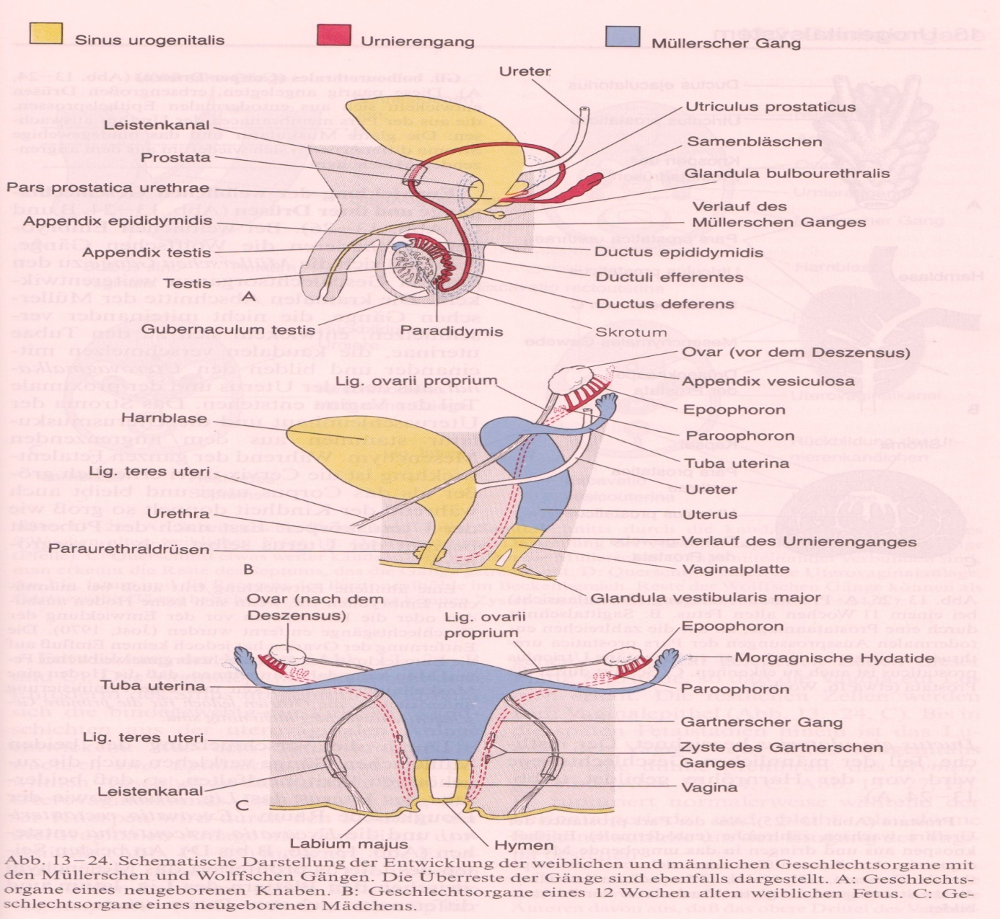 Sinus urogenitalis
Urnierengang
Müllerscher Gang
Ureter
Leistenkanal
Prostata
Pars prostatica urethrae
Appendix epididymidis
Appendix testis
Testis
A
Gubernaculum testis
Paradidymis
Utriculus prostaticus
Samenbläschen
Glandula bulbourethralis
Verlauf des
Müllerschen Ganges
Ductus epididymidis
Ductuli efferentes
Ductus deferens
Skrotum
Lig. ovarii proprium
Harnblase
Lig. teres uteri
Urethra
Paraurethraldrüsen
B
Ovar (vor dem Deszensus)
Appendix vesiculosa
Epoophoron
Paroophoron
Tuba uterina
Ureter
Uterus
Verlauf des Urnierenganges
Vaginalplatte
Glandula vestibularis major
Ovar (nach dem
Deszensus)
Lig. ovarii
proprium
Epoophoron
Morgagnische Hydatide
Tuba uterina
Paroophoron
Lig. teres uteri
Gartnerscher Gang
Zyste des Gartnerschen
Ganges
Leistenkanal
Vagina
C
Labium majus
Hymen
Abb. 13–24. Schematische Darstellung der Entwicklung der weiblichen und männlichen Geschlechtsorgane mit
den Müllerschen und Wolffschen Gängen. Die Überreste der Gänge sind ebenfalls dargestellt. A: Geschlechts-
organe eines neugeborenen Knaben. B: Geschlechtsorgane eines 12 Wochen alten weiblichen Fetus. C: Ge
schlechtsorgane eines neugeborenen Mädchens.